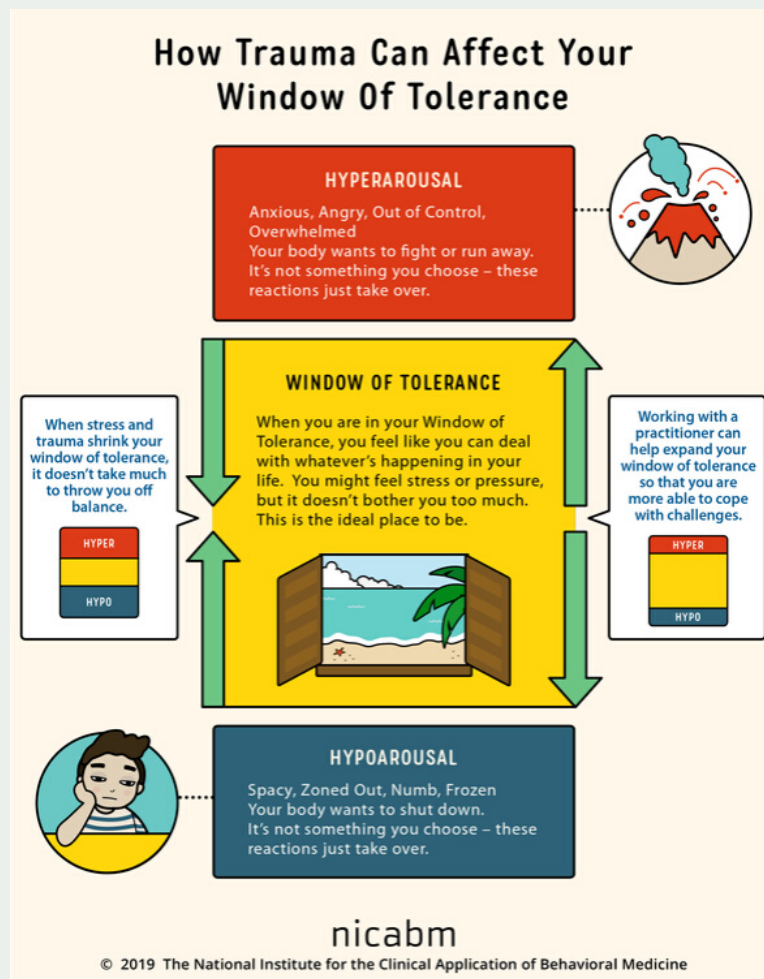 How Trauma Can Affect Your
Window Of Tolerance
HYPERAROUSAL
Anxious, Angry, Out of Control,
Overwhelmed
Your body wants to fight or run away.
It’s not something you choose – these
reactions just take over.
WINDOW OF TOLERANCE
When you are in your Window of
Tolerance, you feel like you can deal
with whatever’s happening in your
life.  You might feel stress or pressure,
but it doesn’t bother you too much.
This is the ideal place to be.
When stress and
trauma shrink your
window of tolerance,
it doesn’t take much
to throw you off
balance.
HYPER
HYPO
Working with a
practitioner can
help expand your
window of tolerance
so that you are
more able to cope
with challenges.
HYPER
HYPO
HYPOAROUSAL
Spacy, Zoned Out, Numb, Frozen
Your body wants to shut down.
It’s not something you choose – these
reactions just take over.
nicabm
© 2019 The National Institute for the Clinical Application of Behavioral Medicine